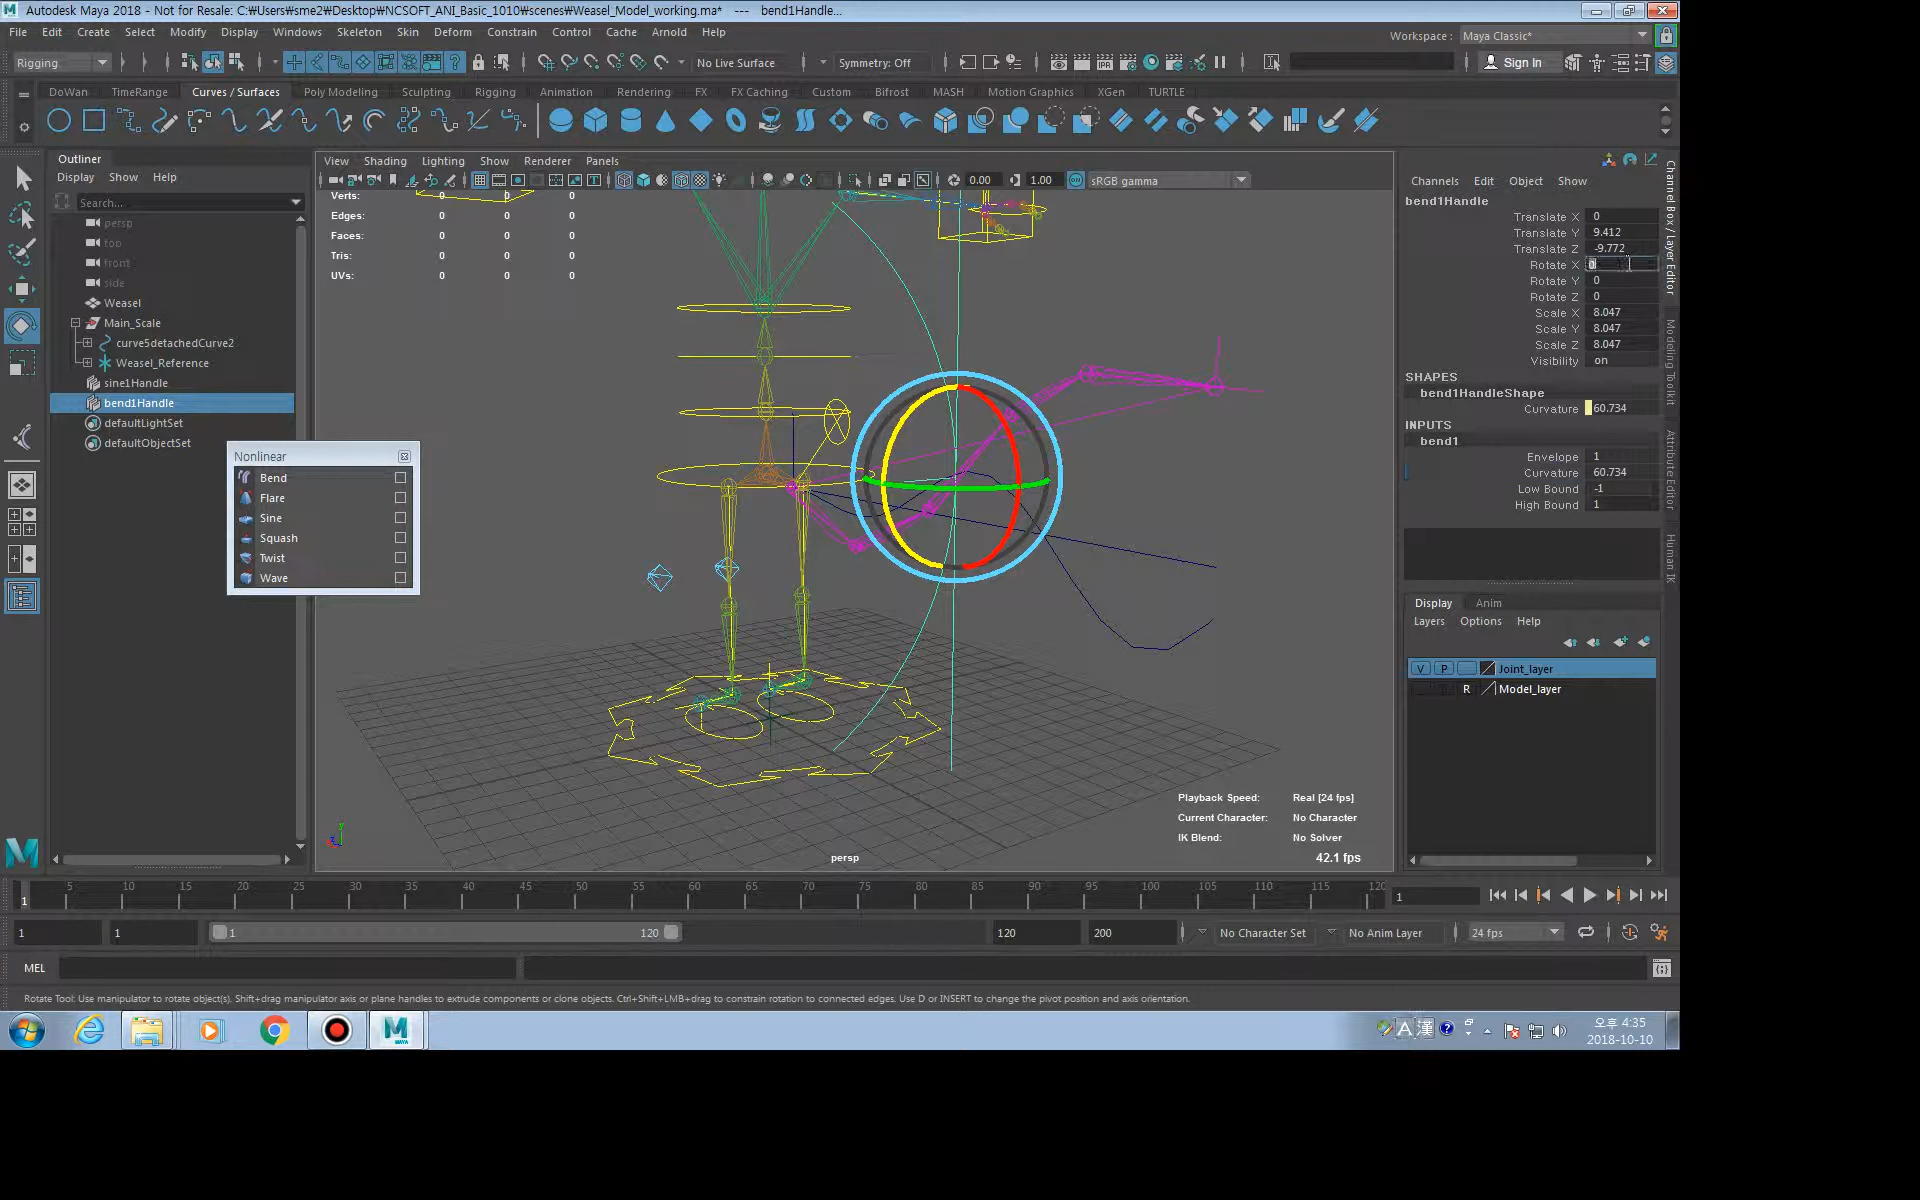 Autodesk Maya 2018 - Not for Resale: C:₩Users₩sme2₩Desktop₩NCSOFT_ANI_Basic_1010₩scenes₩Weasel_Model_working.ma* --- bend1Handle...
File Edit Create Select Modify Display Windows Skeleton Skin Deform Constrain Control Cache Arnold Help
Workspace : Maya Classic*
Rigging No Live Surface Symmetry: Off Sign In
DoWan TimeRange Curves / Surfaces Poly Modeling Sculpting Rigging Animation Rendering FX FX Caching Custom Bifrost MASH Motion Graphics XGen TURTLE
Outliner
Display Show Help
Search...
persp
top
front
side
Weasel
Main_Scale
curve5detachedCurve2
Weasel_Reference
sine1Handle
bend1Handle
defaultLightSet
defaultObjectSet
Nonlinear
Bend
Flare
Sine
Squash
Twist
Wave
View Shading Lighting Show Renderer Panels
0.00 1.00 sRGB gamma
Verts: 0 0 0
Edges: 0 0 0
Faces: 0 0 0
Tris: 0 0 0
UVs: 0 0 0
Playback Speed: Real [24 fps]
Current Character: No Character
IK Blend: No Solver
persp
42.1 fps
Channels Edit Object Show
bend1Handle
Translate X 0
Translate Y 9.412
Translate Z -9.772
Rotate X 0
Rotate Y 0
Rotate Z 0
Scale X 8.047
Scale Y 8.047
Scale Z 8.047
Visibility on
SHAPES
bend1HandleShape
Curvature 60.734
INPUTS
bend1
Envelope 1
Curvature 60.734
Low Bound -1
High Bound 1
Display Anim
Layers Options Help
V P Joint_layer
R Model_layer
Channel Box / Layer Editor
Modeling Toolkit
Attribute Editor
Human IK
5 10 15 20 25 30 35 40 45 50 55 60 65 70 75 80 85 90 95 100 105 110 115 120
1
1
1 1 1 120 120 200 No Character Set No Anim Layer 24 fps
MEL
Rotate Tool: Use manipulator to rotate object(s). Shift+drag manipulator axis or plane handles to extrude components or clone objects. Ctrl+Shift+LMB+drag to constrain rotation to connected edges. Use D or INSERT to change the pivot position and axis orientation.
MAYA
A 漢
오후 4:35
2018-10-10